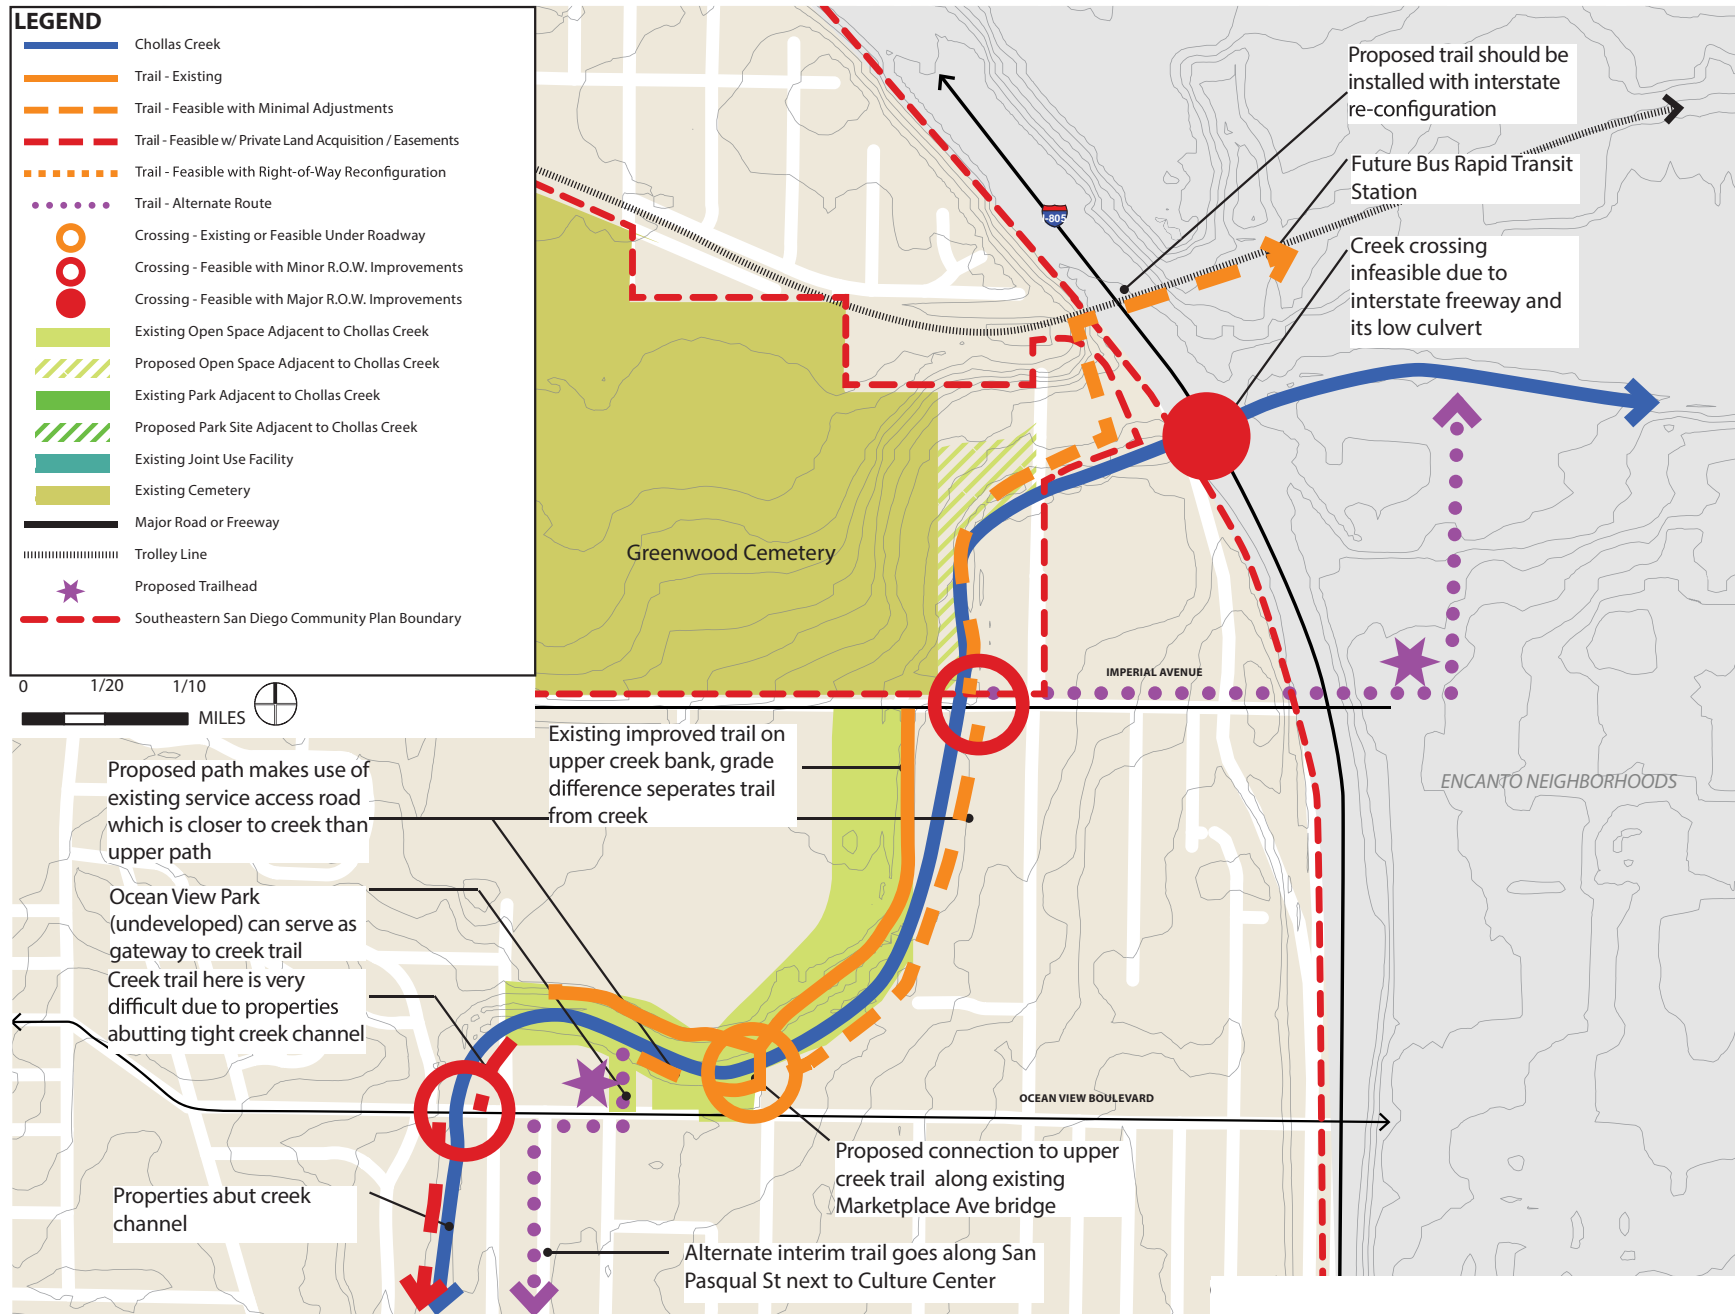 LEGEND
Chollas Creek
Trail - Existing
Trail - Feasible with Minimal Adjustments
Trail - Feasible w/ Private Land Acquisition / Easements
Trail - Feasible with Right-of-Way Reconfiguration
Trail - Alternate Route
Crossing - Existing or Feasible Under Roadway
Crossing - Feasible with Minor R.O.W. Improvements
Crossing - Feasible with Major R.O.W. Improvements
Existing Open Space Adjacent to Chollas Creek
Proposed Open Space Adjacent to Chollas Creek
Existing Park Adjacent to Chollas Creek
Proposed Park Site Adjacent to Chollas Creek
Existing Joint Use Facility
Existing Cemetery
Major Road or Freeway
Trolley Line
Proposed Trailhead
Southeastern San Diego Community Plan Boundary
0 1/20 1/10
MILES
Proposed trail should be
installed with interstate
re-configuration
Future Bus Rapid Transit
Station
Creek crossing
infeasible due to
interstate freeway and
its low culvert
I-805
Greenwood Cemetery
IMPERIAL AVENUE
ENCANTO NEIGHBORHOODS
Existing improved trail on
upper creek bank, grade
difference seperates trail
from creek
Proposed path makes use of
existing service access road
which is closer to creek than
upper path
Ocean View Park
(undeveloped) can serve as
gateway to creek trail
Creek trail here is very
difficult due to properties
abutting tight creek channel
OCEAN VIEW BOULEVARD
Proposed connection to upper
creek trail along existing
Marketplace Ave bridge
Properties abut creek
channel
Alternate interim trail goes along San
Pasqual St next to Culture Center